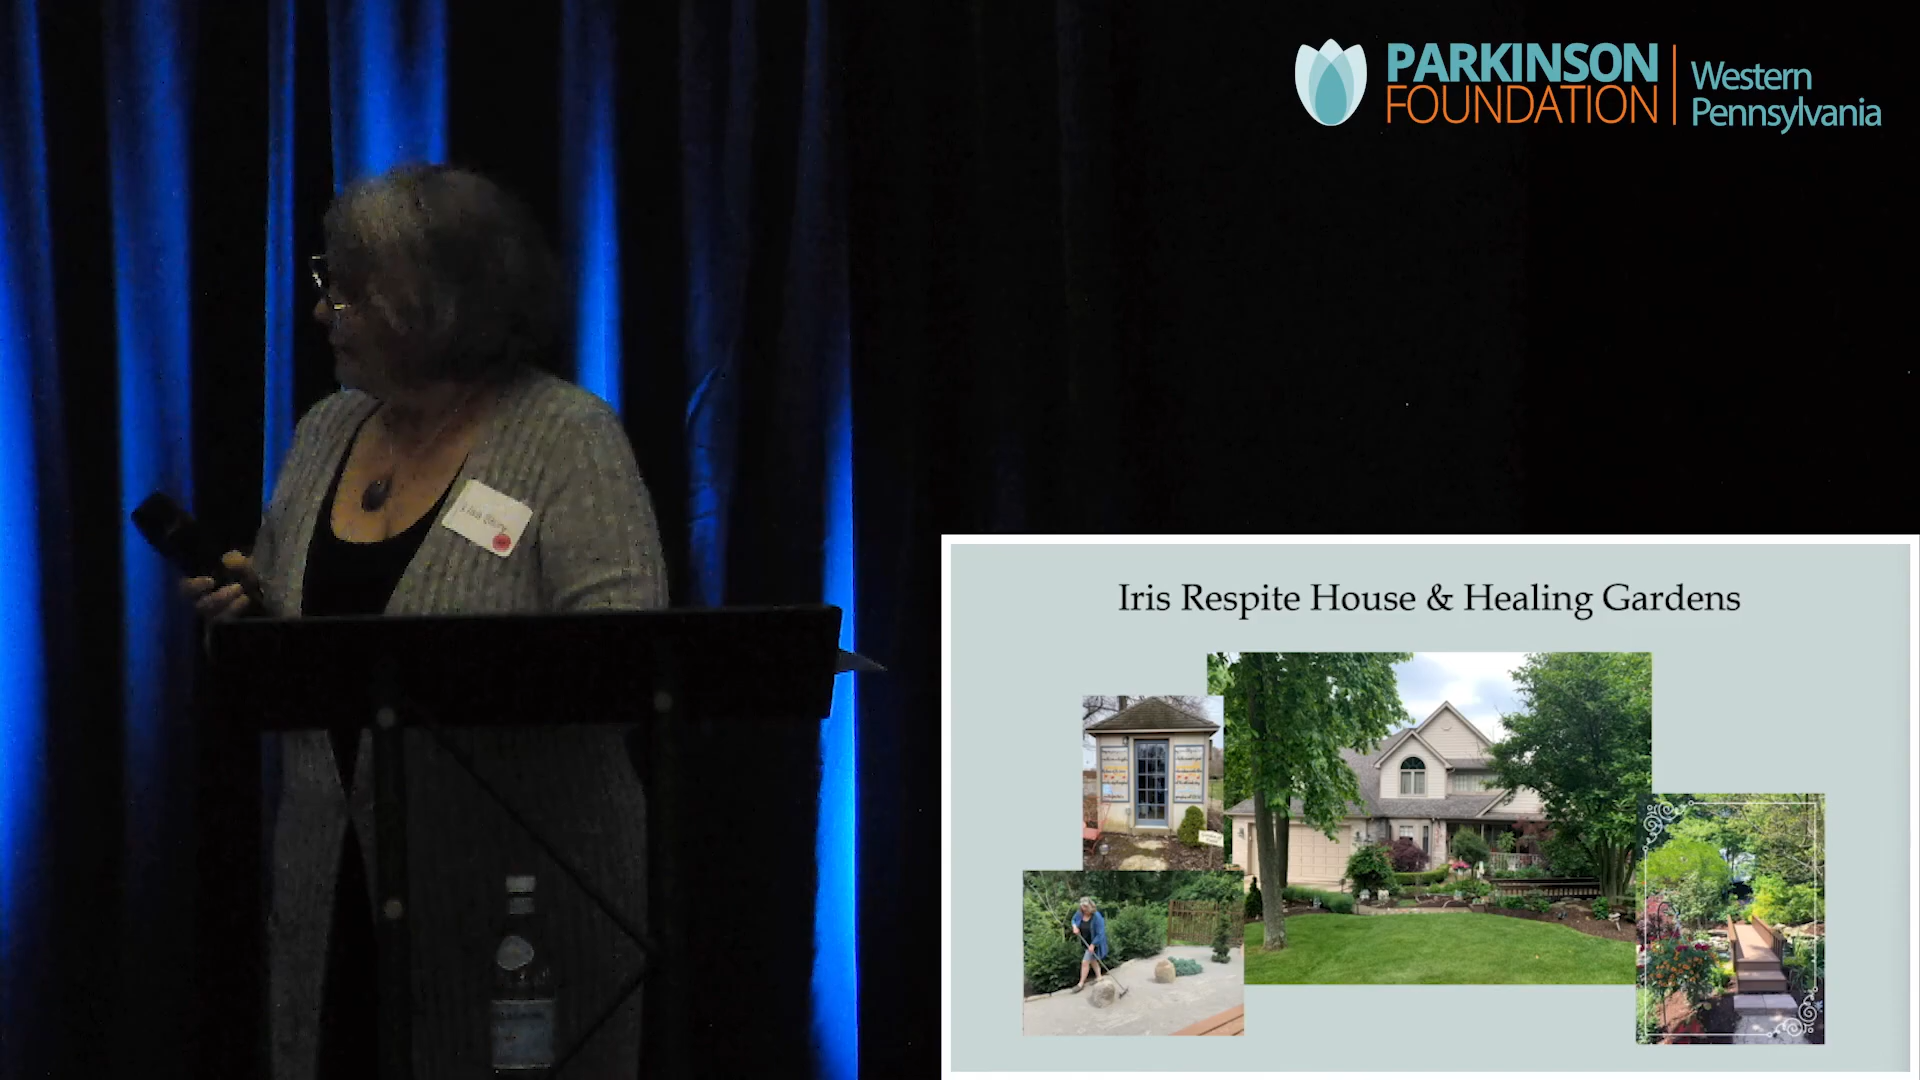 PARKINSON
FOUNDATION
Western
Pennsylvania
Iris Respite House & Healing Gardens